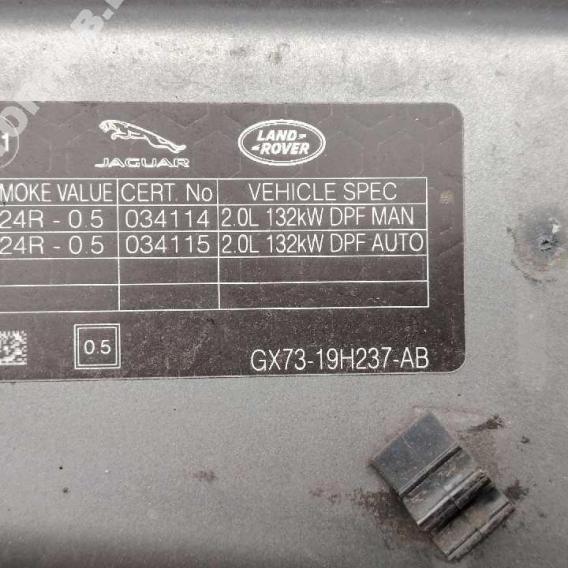 1 JAGUAR LAND ROVER
MOKE VALUE CERT. No VEHICLE SPEC
24R - 0.5 034114 2.0L 132kW DPF MAN
24R - 0.5 034115 2.0L 132kW DPF AUTO
0.5
GX73-19H237-AB